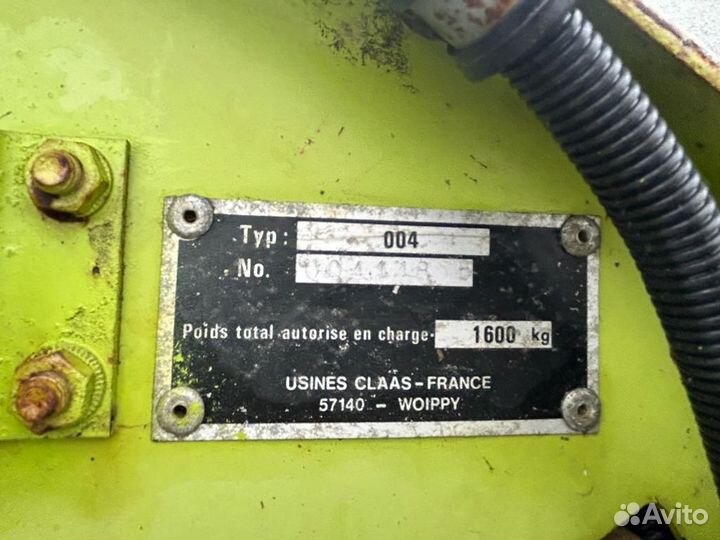 Typ: 004
No.
Poids total autorise en charge· 1600 kg
USINES CLAAS-FRANCE
57140 - WOIPPY
Avito